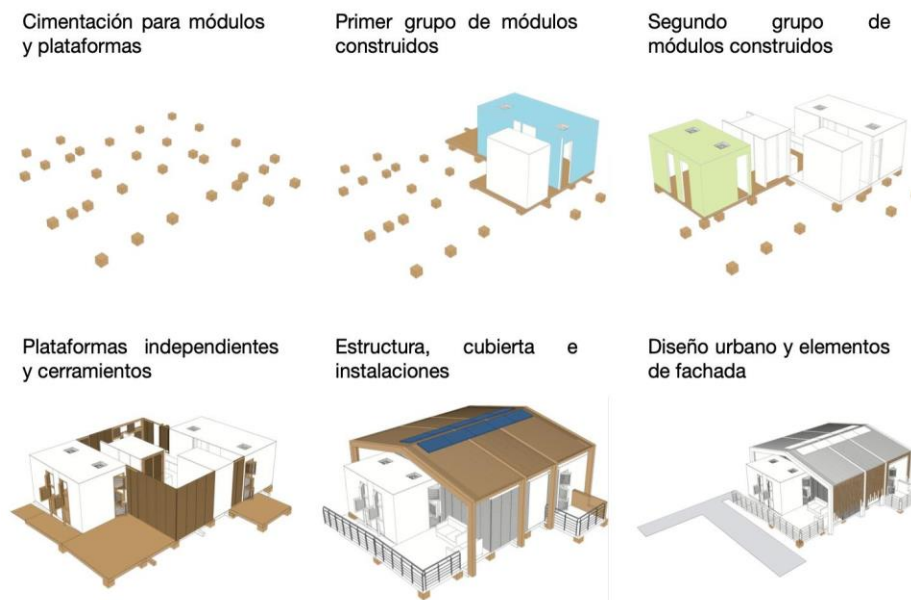 Cimentación para módulos
y plataformas
Primer grupo de módulos
construidos
Segundo grupo de
módulos construidos
Plataformas independientes
y cerramientos
Estructura, cubierta e
instalaciones
Diseño urbano y elementos
de fachada